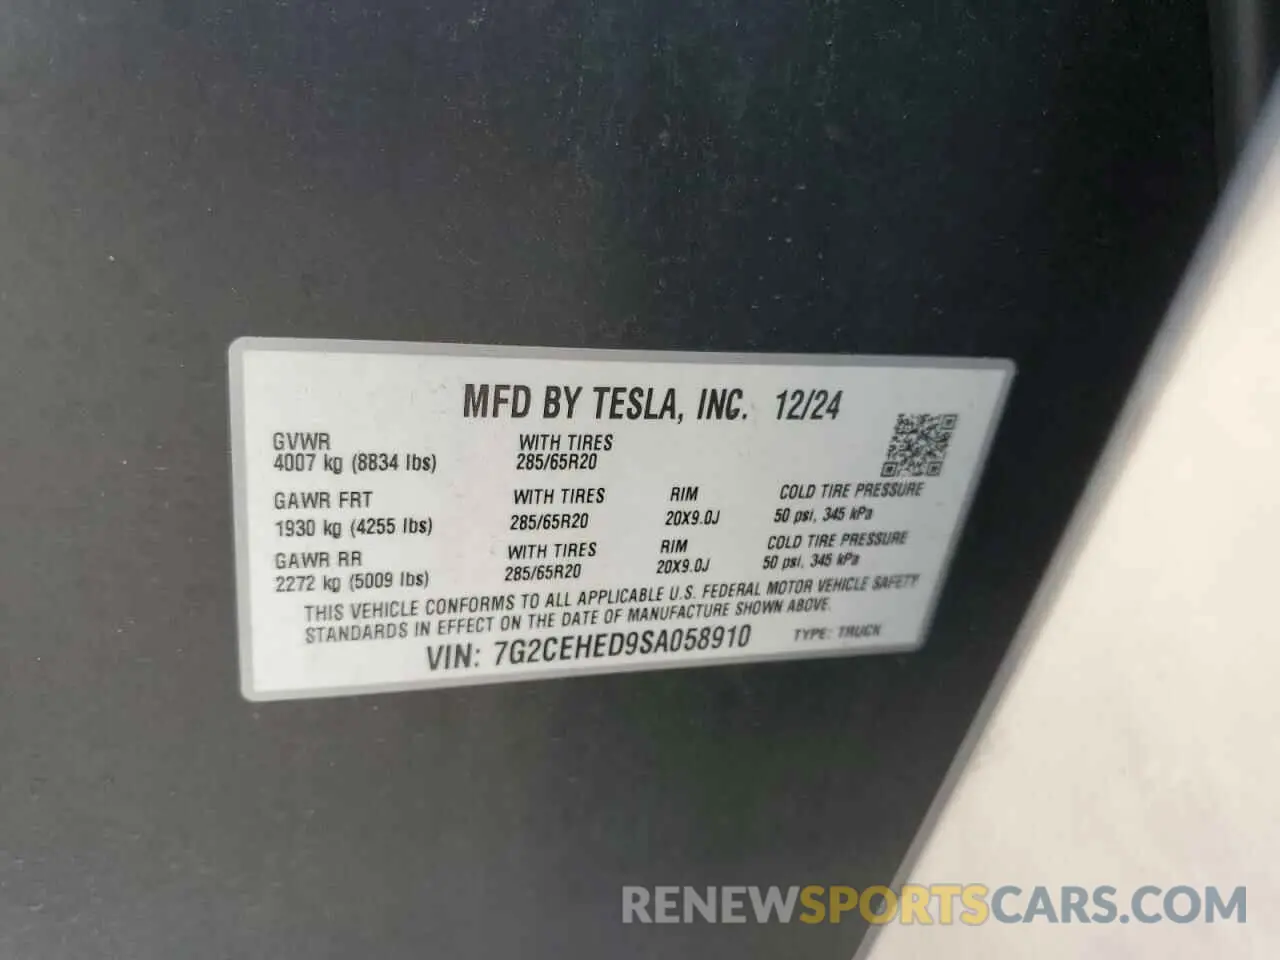 MFD BY TESLA, INC. 12/24
GVWR WITH TIRES
4007 kg (8834 lbs) 285/65R20
GAWR FRT WITH TIRES RIM COLD TIRE PRESSURE
1930 kg (4255 lbs) 285/65R20 20X9.0J 50 psi, 345 kPa
GAWR RR WITH TIRES RIM COLD TIRE PRESSURE
2272 kg (5009 lbs) 285/65R20 20X9.0J 50 psi, 345 kPa
THIS VEHICLE CONFORMS TO ALL APPLICABLE U.S. FEDERAL MOTOR VEHICLE SAFETY
STANDARDS IN EFFECT ON THE DATE OF MANUFACTURE SHOWN ABOVE.
VIN: 7G2CEHED9SA058910 TYPE: TRUCK
RENEWSPORTSCARS.COM